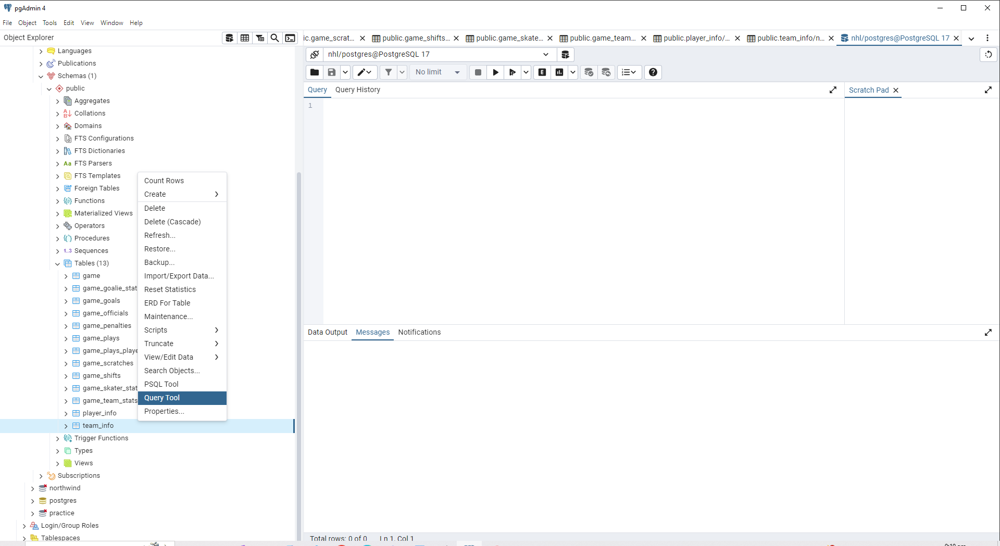 pgAdmin 4
File Object Tools Edit View Window Help
Object Explorer
ic.game_scrat... public.game_shifts... public.game_skate... public.game_team... public.player_info/... public.team_info/n... nhl/postgres@PostgreSQL 17
nhl/postgres@PostgreSQL 17
No limit
E
Query Query History
Scratch Pad
1
Languages
Publications
Schemas (1)
public
Aggregates
Collations
Domains
FTS Configurations
FTS Dictionaries
Aa FTS Parsers
FTS Templates
Foreign Tables
Functions
Materialized Views
Operators
Procedures
1..3 Sequences
Tables (13)
game
game_goalie_stat
game_goals
game_officials
game_penalties
game_plays
game_plays_playe
game_scratches
game_shifts
game_skater_stat
game_team_stats
player_info
team_info
Trigger Functions
Types
Views
Subscriptions
northwind
postgres
practice
Login/Group Roles
Tablespaces
Count Rows
Create
Delete
Delete (Cascade)
Refresh...
Restore...
Backup...
Import/Export Data...
Reset Statistics
ERD For Table
Maintenance...
Scripts
Truncate
View/Edit Data
Search Objects...
PSQL Tool
Query Tool
Properties...
Data Output Messages Notifications
Total rows: 0 of 0 Ln 1, Col 1